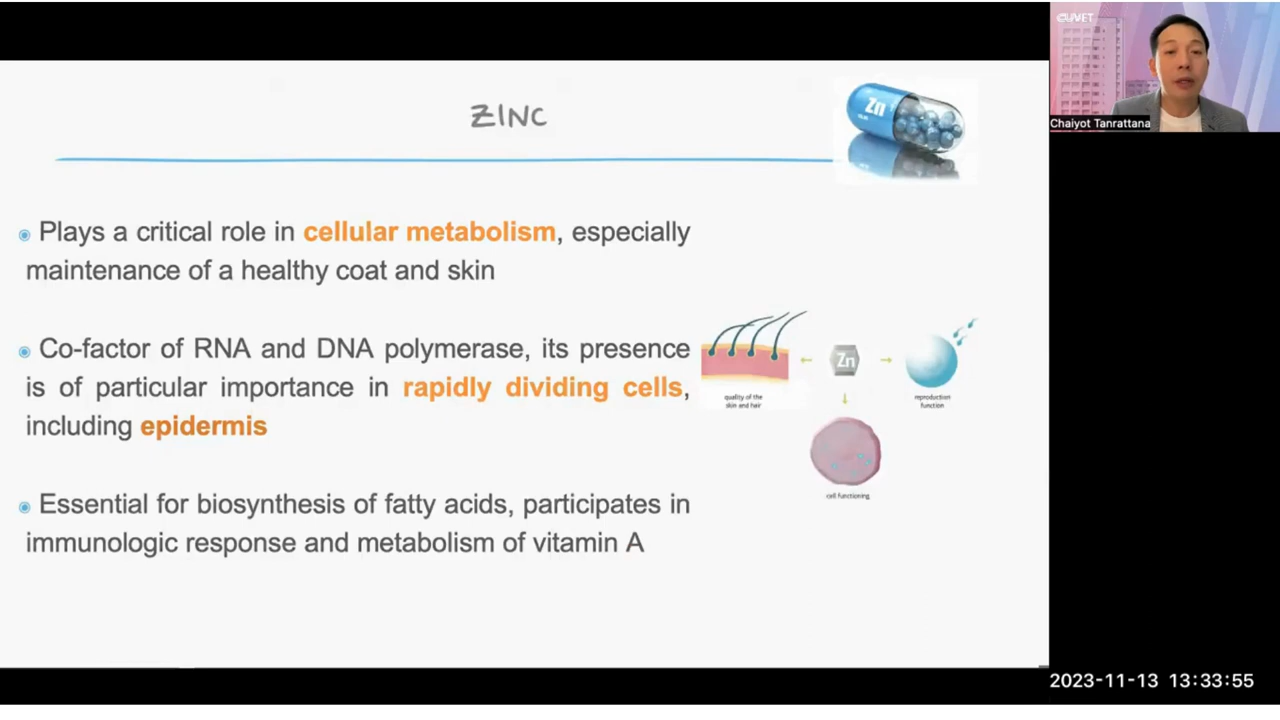 ZINC
Zn
Plays a critical role in cellular metabolism, especially
maintenance of a healthy coat and skin
Co-factor of RNA and DNA polymerase, its presence
is of particular importance in rapidly dividing cells,
including epidermis
Essential for biosynthesis of fatty acids, participates in
immunologic response and metabolism of vitamin A
Zn
quality of the
skin and hair
reproduction
function
cell functioning
Chaiyot Tanrattana
2023-11-13 13:33:55